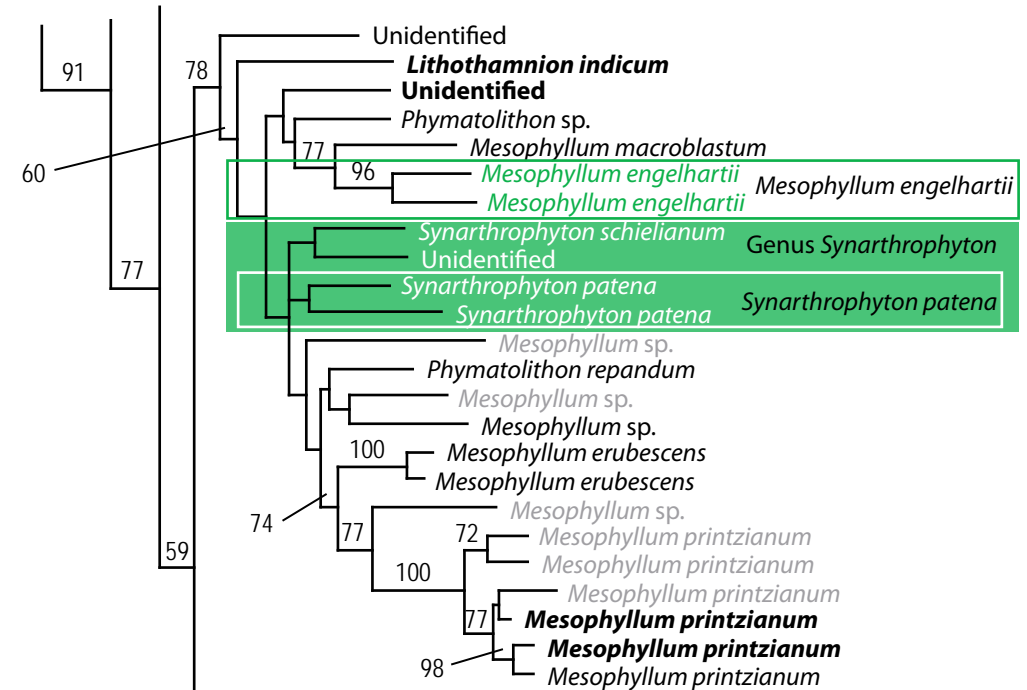 Unidentified
91
78
Lithothamnion indicum
Unidentified
Phymatolithon sp.
77
Mesophyllum macroblastum
60
96
Mesophyllum engelhartii
Mesophyllum engelhartii
Mesophyllum engelhartii
Synarthrophyton schielianum
Genus Synarthrophyton
Unidentified
77
Synarthrophyton patena
Synarthrophyton patena
Synarthrophyton patena
Mesophyllum sp.
Phymatolithon repandum
Mesophyllum sp.
Mesophyllum sp.
100
Mesophyllum erubescens
Mesophyllum erubescens
74
Mesophyllum sp.
77
72
Mesophyllum printzianum
59
Mesophyllum printzianum
100
Mesophyllum printzianum
77
Mesophyllum printzianum
Mesophyllum printzianum
98
Mesophyllum printzianum